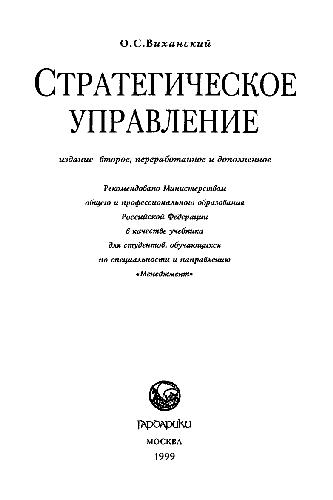 О.С.Виханский
СТРАТЕГИЧЕСКОЕ
УПРАВЛЕНИЕ
издание второе, переработанное и дополненное
Рекомендовано Министерством
общего и профессионального образования
Российской Федерации
в качестве учебника
для студентов, обучающихся
по специальности и направлению
«Менеджмент»
ГАРДАРИКИ
МОСКВА
1999